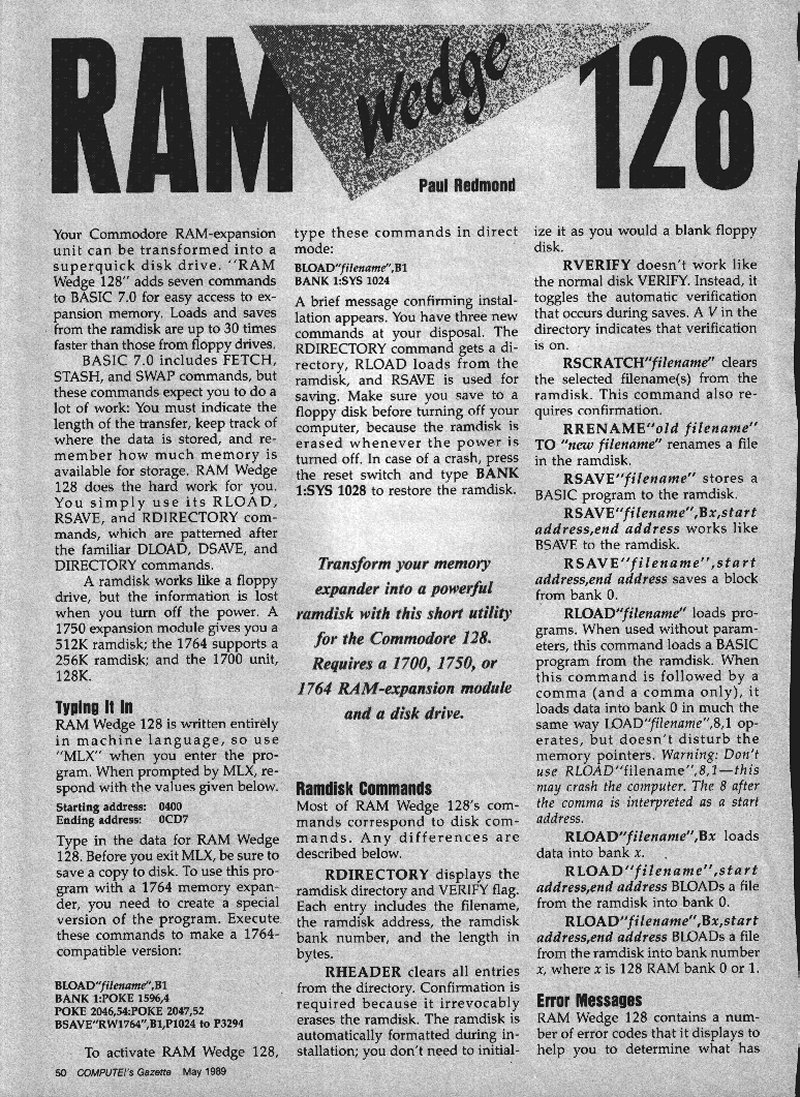 RAM Wedge 128
Paul Redmond
Your Commodore RAM-expansion
unit can be transformed into a
superquick disk drive. "RAM
Wedge 128" adds seven commands
to BASIC 7.0 for easy access to ex-
pansion memory. Loads and saves
from the ramdisk are up to 30 times
faster than those from floppy drives.
BASIC 7.0 includes FETCH,
STASH, and SWAP commands, but
these commands expect you to do a
lot of work: You must indicate the
length of the transfer, keep track of
where the data is stored, and re-
member how much memory is
available for storage. RAM Wedge
128 does the hard work for you.
You simply use its RLOAD,
RSAVE, and RDIRECTORY com-
mands, which are patterned after
the familiar DLOAD, DSAVE, and
DIRECTORY commands.
A ramdisk works like a floppy
drive, but the information is lost
when you turn off the power. A
1750 expansion module gives you a
512K ramdisk; the 1764 supports a
256K ramdisk; and the 1700 unit,
128K.
Typing It In
RAM Wedge 128 is written entirely
in machine language, so use
"MLX" when you enter the pro-
gram. When prompted by MLX, re-
spond with the values given below.
Starting address: 0400
Ending address: 0CD7
Type in the data for RAM Wedge
128. Before you exit MLX, be sure to
save a copy to disk. To use this pro-
gram with a 1764 memory expan-
der, you need to create a special
version of the program. Execute
these commands to make a 1764-
compatible version:
BLOAD"filename",B1
BANK 1:POKE 1596,4
POKE 2046,54:POKE 2047,52
BSAVE"RW1764",B1,P1024 to P3294
To activate RAM Wedge 128,
type these commands in direct
mode:
BLOAD"filename",B1
BANK 1:SYS 1024
A brief message confirming instal-
lation appears. You have three new
commands at your disposal. The
RDIRECTORY command gets a di-
rectory, RLOAD loads from the
ramdisk, and RSAVE is used for
saving. Make sure you save to a
floppy disk before turning off your
computer, because the ramdisk is
erased whenever the power is
turned off. In case of a crash, press
the reset switch and type BANK
1:SYS 1028 to restore the ramdisk.
Transform your memory
expander into a powerful
ramdisk with this short utility
for the Commodore 128.
Requires a 1700, 1750, or
1764 RAM-expansion module
and a disk drive.
Ramdisk Commands
Most of RAM Wedge 128's com-
mands correspond to disk com-
mands. Any differences are
described below.
RDIRECTORY displays the
ramdisk directory and VERIFY flag.
Each entry includes the filename,
the ramdisk address, the ramdisk
bank number, and the length in
bytes.
RHEADER clears all entries
from the directory. Confirmation is
required because it irrevocably
erases the ramdisk. The ramdisk is
automatically formatted during in-
stallation; you don't need to initial-
ize it as you would a blank floppy
disk.
RVERIFY doesn't work like
the normal disk VERIFY. Instead, it
toggles the automatic verification
that occurs during saves. A V in the
directory indicates that verification
is on.
RSCRATCH"filename" clears
the selected filename(s) from the
ramdisk. This command also re-
quires confirmation.
RRENAME"old filename"
TO "new filename" renames a file
in the ramdisk.
RSAVE"filename" stores a
BASIC program to the ramdisk.
RSAVE"filename",Bx,start
address,end address works like
BSAVE to the ramdisk.
RSAVE"filename",start
address,end address saves a block
from bank 0.
RLOAD"filename" loads pro-
grams. When used without param-
eters, this command loads a BASIC
program from the ramdisk. When
this command is followed by a
comma (and a comma only), it
loads data into bank 0 in much the
same way LOAD"filename",8,1 op-
erates, but doesn't disturb the
memory pointers. Warning: Don't
use RLOAD"filename",8,1—this
may crash the computer. The 8 after
the comma is interpreted as a start
address.
RLOAD"filename",Bx loads
data into bank x.
RLOAD"filename",start
address,end address BLOADs a file
from the ramdisk into bank 0.
RLOAD"filename",Bx,start
address,end address BLOADs a file
from the ramdisk into bank number
x, where x is 128 RAM bank 0 or 1.
Error Messages
RAM Wedge 128 contains a num-
ber of error codes that it displays to
help you to determine what has
50 COMPUTE!'s Gazette May 1989